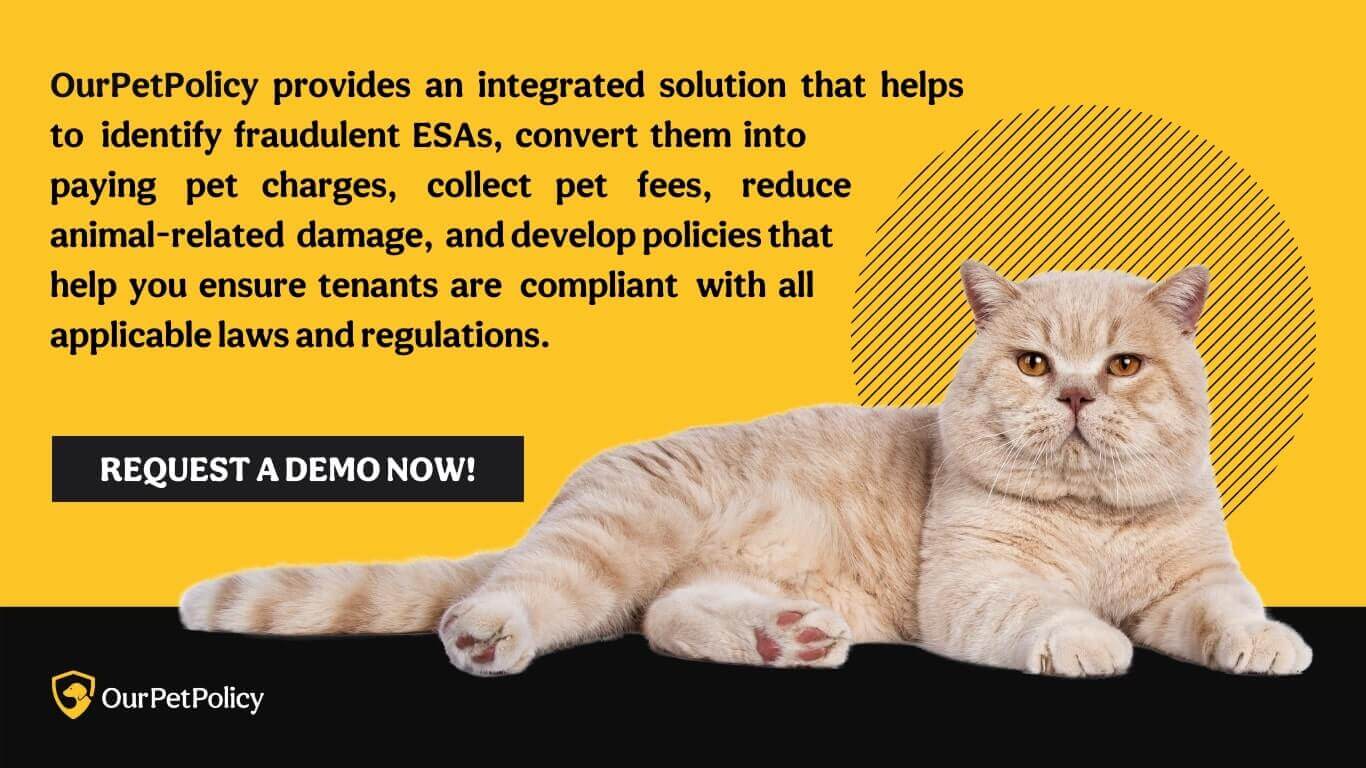 OurPetPolicy provides an integrated solution that helps
to identify fraudulent ESAs, convert them into
paying pet charges, collect pet fees, reduce
animal-related damage, and develop policies that
help you ensure tenants are compliant with all
applicable laws and regulations.
REQUEST A DEMO NOW!
OurPetPolicy